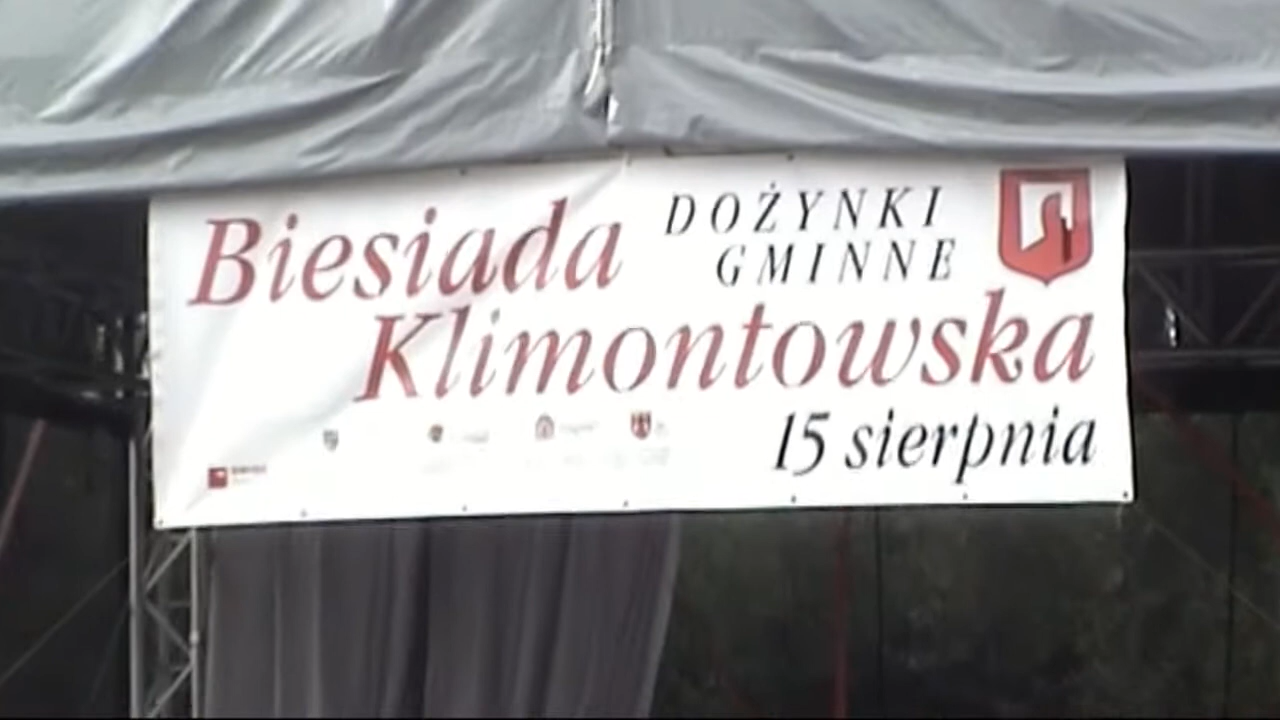 Biesiada
DOŻYNKI
GMINNE
Klimontowska
15 sierpnia